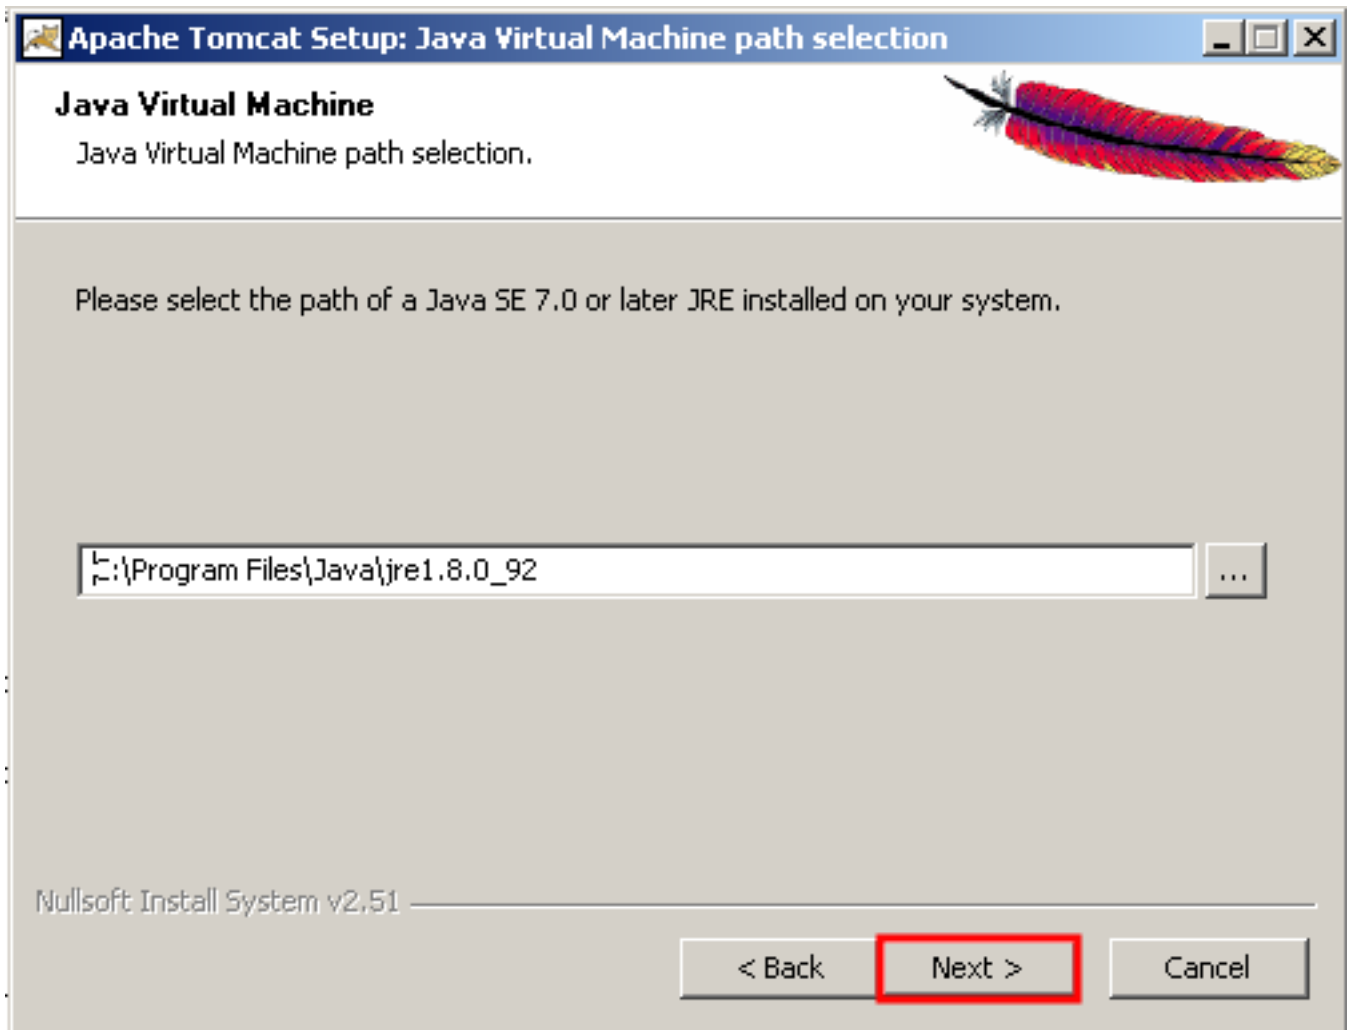 Apache Tomcat Setup: Java Virtual Machine path selection
Java Virtual Machine
Java Virtual Machine path selection.
Please select the path of a Java SE 7.0 or later JRE installed on your system.
C:\Program Files\Java\jre1.8.0_92
...
Nullsoft Install System v2.51
< Back
Next >
Cancel